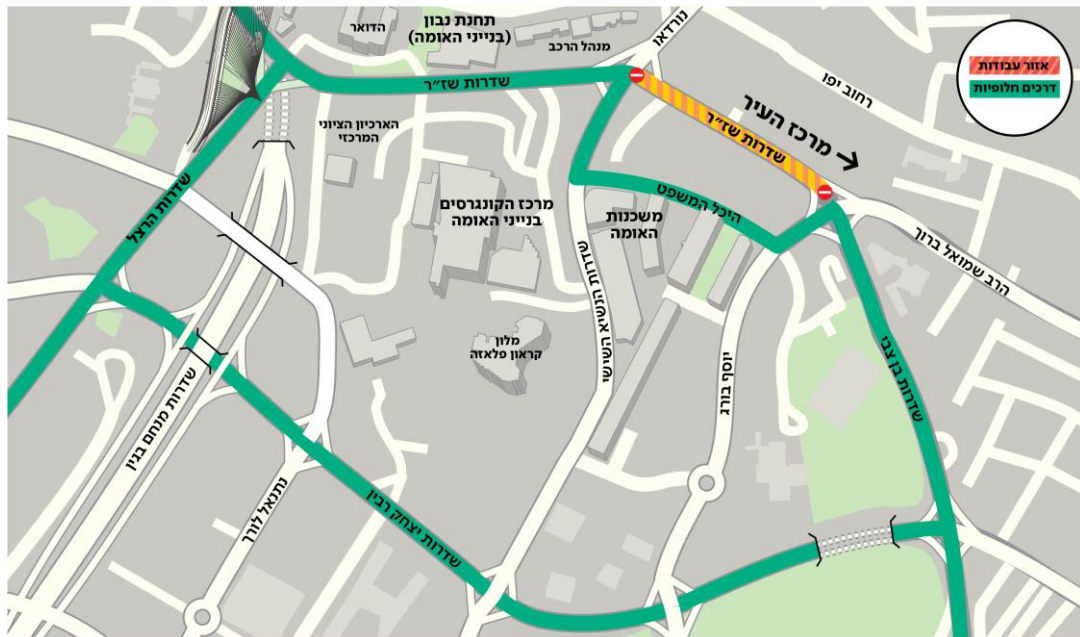 אזור עבודות
דרכים חלופיות
תחנת נבון
(בנייני האומה)
הדואר
מנהל הרכב
נורדאו
רחוב יפו
מרכז העיר
שדרות שז״ר
שדרות שז״ר
הארכיון הציוני
המרכזי
שדרות הרצל
מרכז הקונגרסים
בנייני האומה
משכנות
האומה
היכל המשפט
הרב שמואל ברוך
שדרות הנשיא השישי
מלון
קראון פלאזה
יוסף בורג
שדרות בן צבי
שדרות מנחם בגין
נתנאל לורך
שדרות יצחק רבין